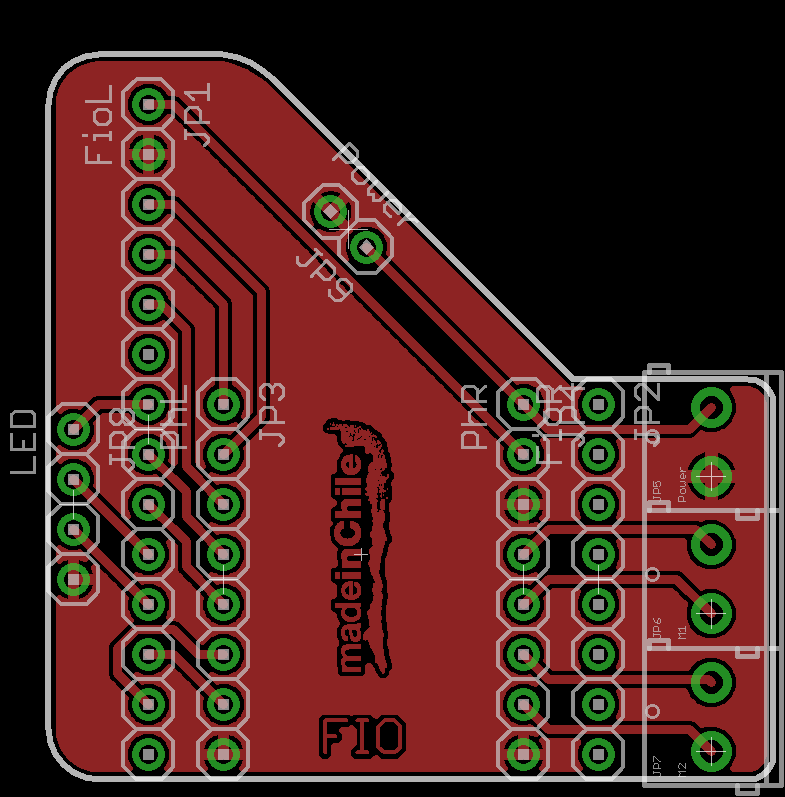 FioL
JP1
Power
JP9
LED
JP8
PhL
JP3
PhR
FioR
JP4
JP2
JP5
Power
JP6
M1
JP7
M2
madeinChile
FIO